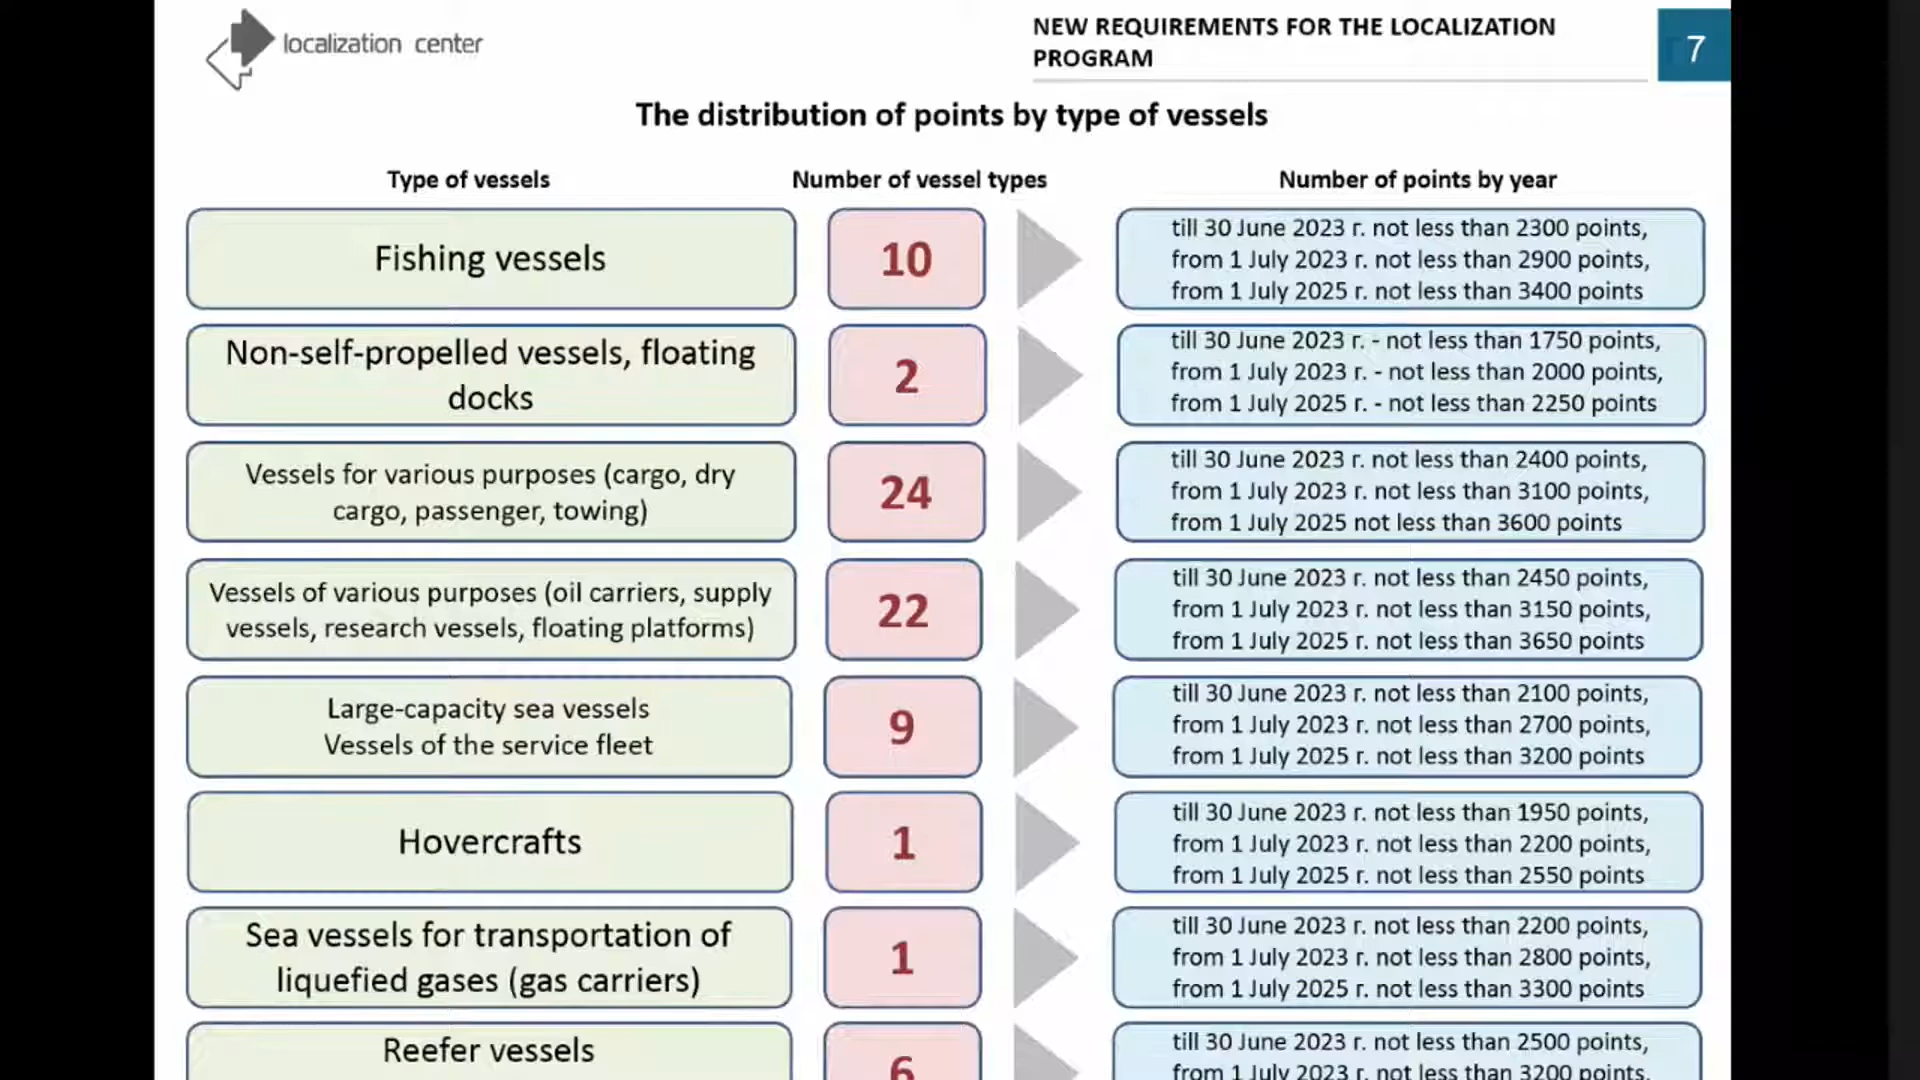 localization center
NEW REQUIREMENTS FOR THE LOCALIZATION
PROGRAM
7
The distribution of points by type of vessels
Type of vessels
Number of vessel types
Number of points by year
Fishing vessels
10
till 30 June 2023 r. not less than 2300 points,
from 1 July 2023 r. not less than 2900 points,
from 1 July 2025 r. not less than 3400 points
Non-self-propelled vessels, floating
docks
2
till 30 June 2023 r. - not less than 1750 points,
from 1 July 2023 r. - not less than 2000 points,
from 1 July 2025 r. - not less than 2250 points
Vessels for various purposes (cargo, dry
cargo, passenger, towing)
24
till 30 June 2023 r. not less than 2400 points,
from 1 July 2023 r. not less than 3100 points,
from 1 July 2025 not less than 3600 points
Vessels of various purposes (oil carriers, supply
vessels, research vessels, floating platforms)
22
till 30 June 2023 r. not less than 2450 points,
from 1 July 2023 r. not less than 3150 points,
from 1 July 2025 r. not less than 3650 points
Large-capacity sea vessels
Vessels of the service fleet
9
till 30 June 2023 r. not less than 2100 points,
from 1 July 2023 r. not less than 2700 points,
from 1 July 2025 r. not less than 3200 points
Hovercrafts
1
till 30 June 2023 r. not less than 1950 points,
from 1 July 2023 r. not less than 2200 points,
from 1 July 2025 r. not less than 2550 points
Sea vessels for transportation of
liquefied gases (gas carriers)
1
till 30 June 2023 r. not less than 2200 points,
from 1 July 2023 r. not less than 2800 points,
from 1 July 2025 r. not less than 3300 points
Reefer vessels
6
till 30 June 2023 r. not less than 2500 points,
from 1 July 2023 r. not less than 3200 points,